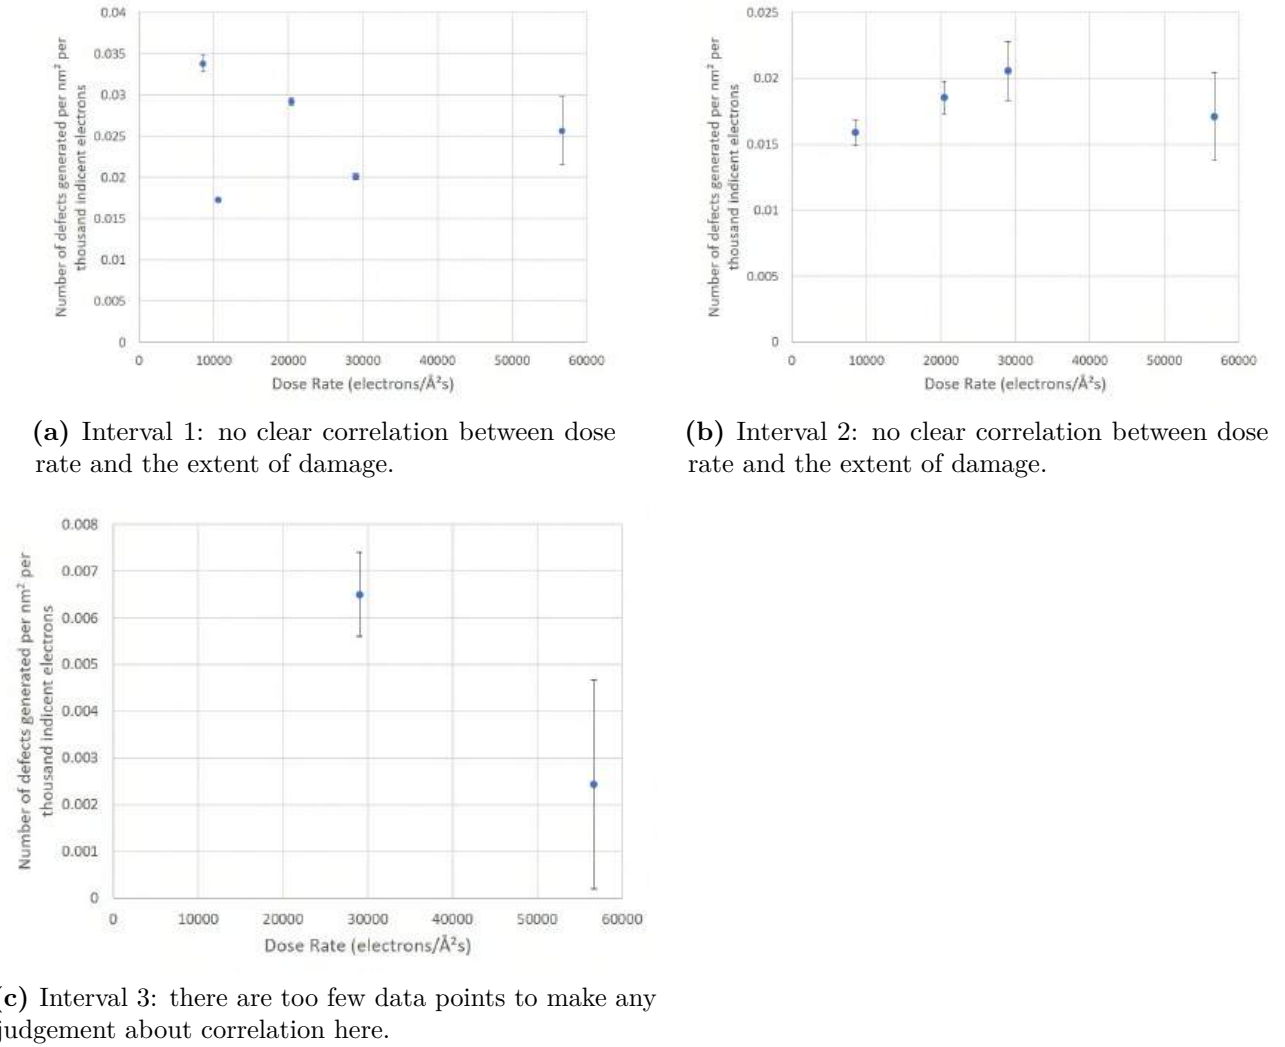 0.04
0.035
0.03
0.025
0.02
0.015
0.01
0.005
0
Number of defects generated per nm² per
thousand indicent electrons
0 10000 20000 30000 40000 50000 60000
Dose Rate (electrons/Å²s)
(a) Interval 1: no clear correlation between dose
rate and the extent of damage.
0.025
0.02
0.015
0.01
0.005
0
Number of defects generated per nm² per
thousand indicent electrons
0 10000 20000 30000 40000 50000 60000
Dose Rate (electrons/Å²s)
(b) Interval 2: no clear correlation between dose
rate and the extent of damage.
0.008
0.007
0.006
0.005
0.004
0.003
0.002
0.001
0
Number of defects generated per nm² per
thousand indicent electrons
0 10000 20000 30000 40000 50000 60000
Dose Rate (electrons/Å²s)
(c) Interval 3: there are too few data points to make any
judgement about correlation here.